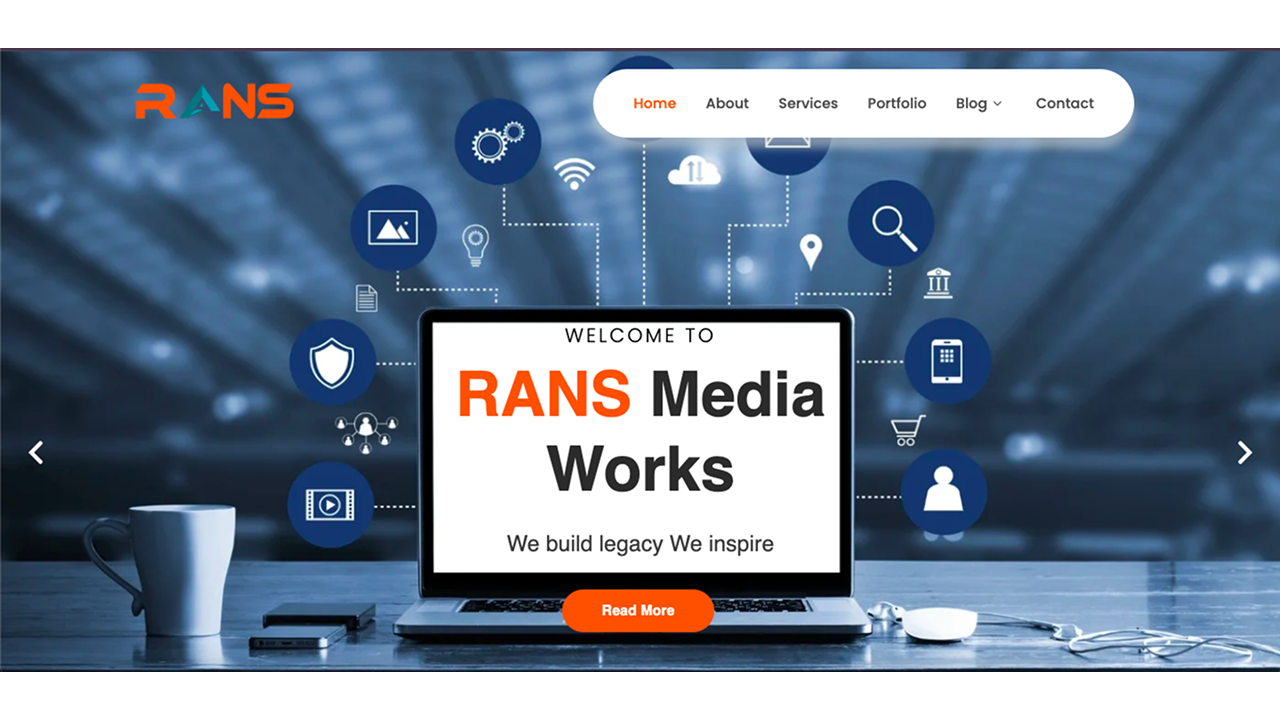 RANS
Home About Services Portfolio Blog Contact
WELCOME TO
RANS Media
Works
We build legacy We inspire
Read More